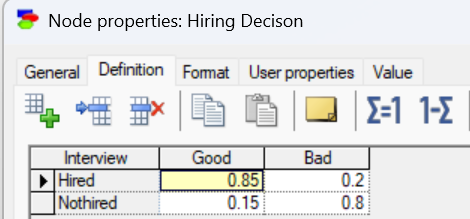 Node properties: Hiring Decison
General Definition Format User properties Value
Σ=1 1-Σ
Interview Good Bad
Hired 0.85 0.2
Nothired 0.15 0.8